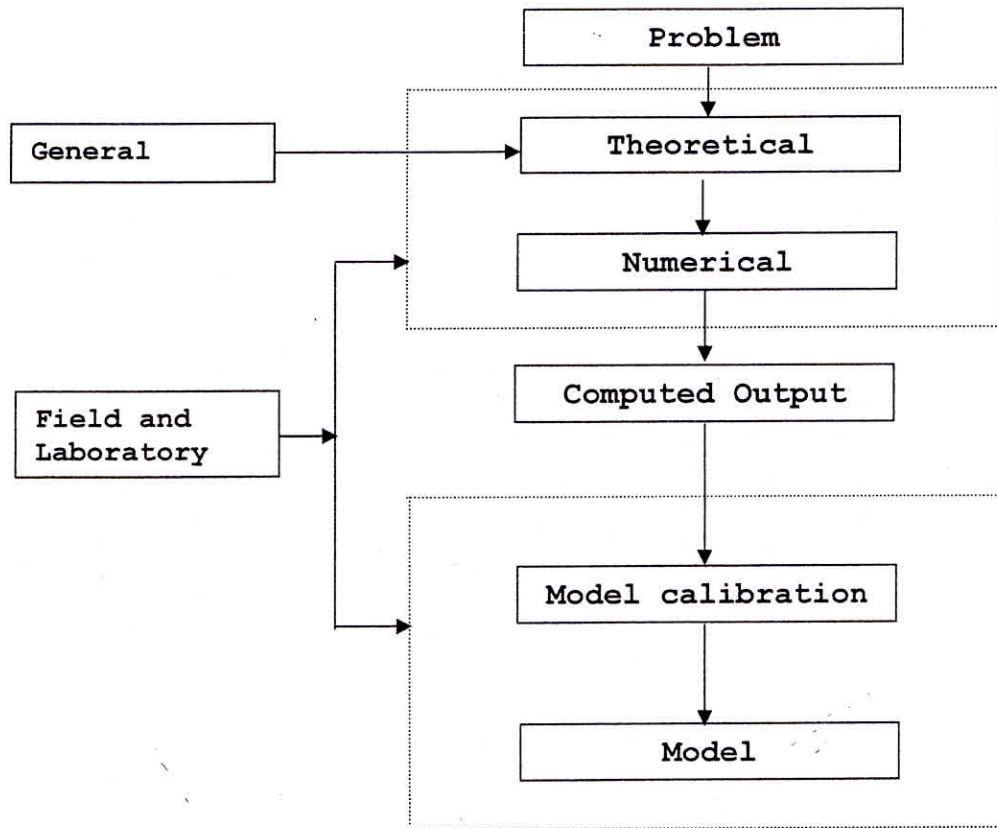 Problem
General
Theoretical
Numerical
Computed Output
Field and
Laboratory
Model calibration
Model